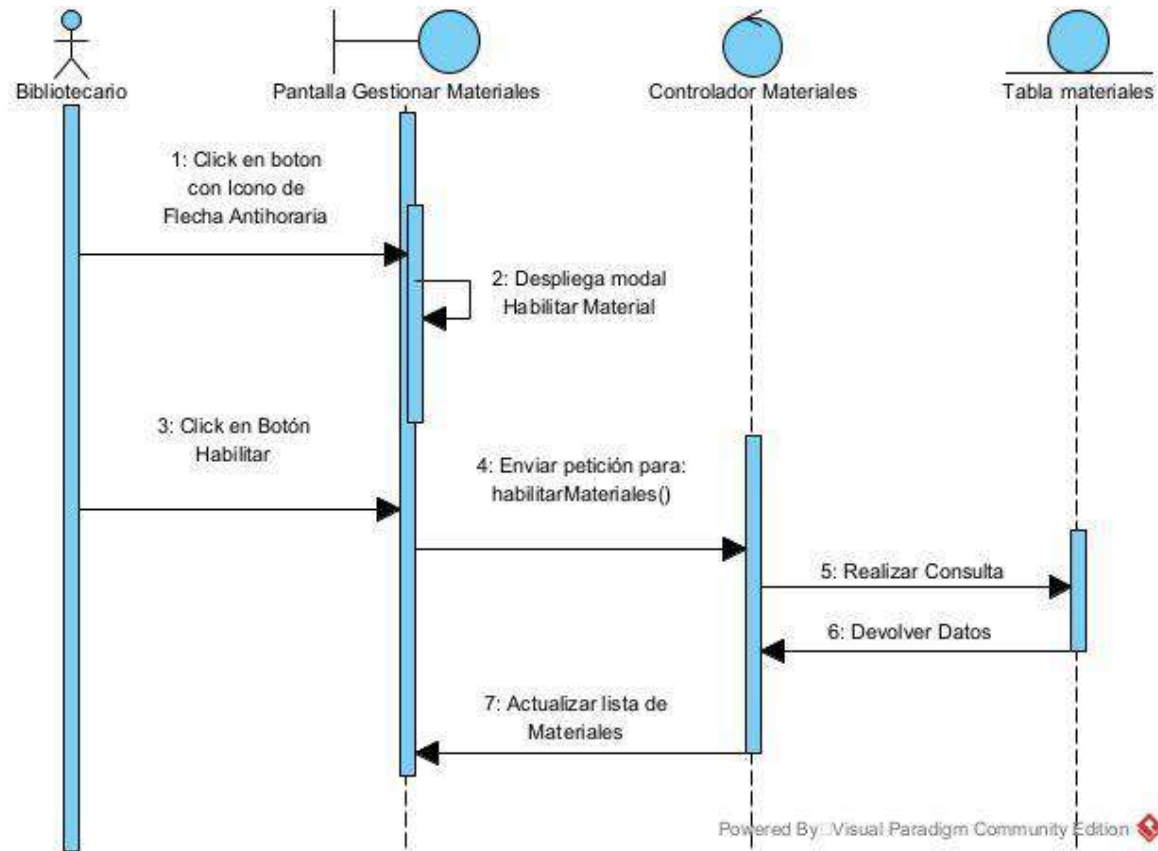 Bibliotecario
Pantalla Gestionar Materiales
Controlador Materiales
Tabla materiales
1: Click en boton
con Icono de
Flecha Antihoraria
2: Despliega modal
Habilitar Material
3: Click en Botón
Habilitar
4: Enviar petición para:
habilitarMateriales()
5: Realizar Consulta
6: Devolver Datos
7: Actualizar lista de
Materiales
Powered By Visual Paradigm Community Edition